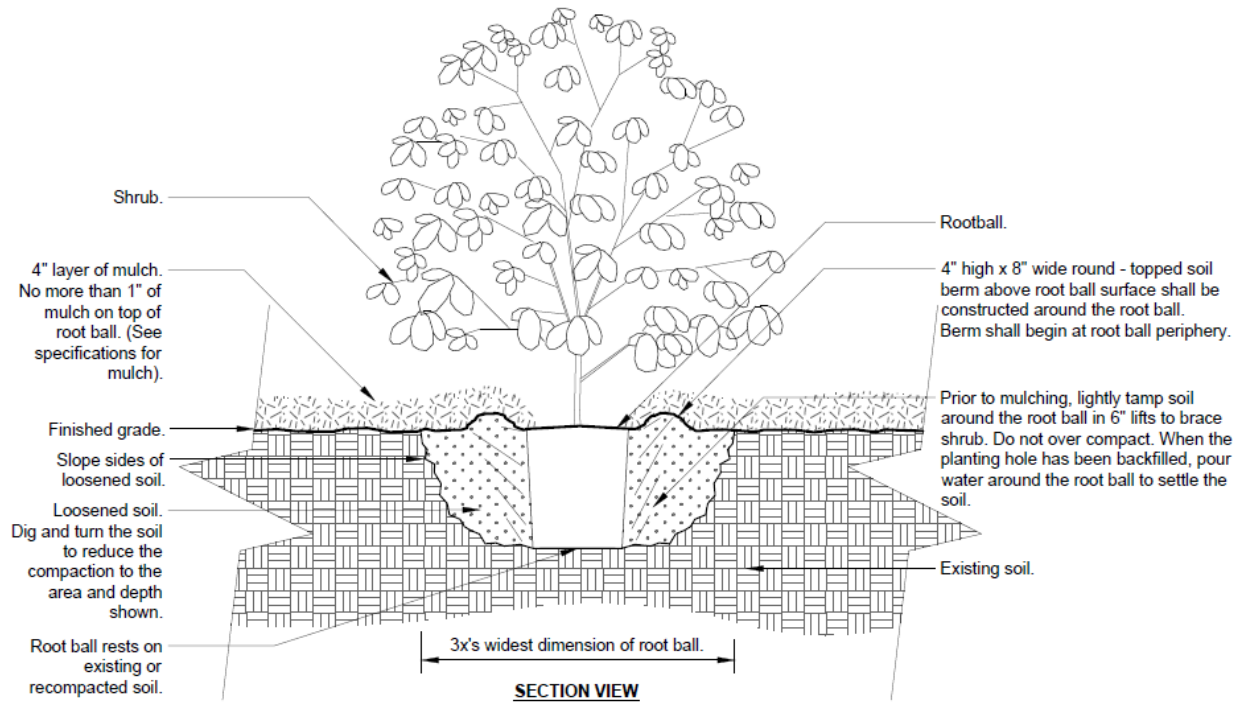 Shrub.
4" layer of mulch.
No more than 1" of
mulch on top of
root ball. (See
specifications for
mulch).
Finished grade.
Slope sides of
loosened soil.
Loosened soil.
Dig and turn the soil
to reduce the
compaction to the
area and depth
shown.
Root ball rests on
existing or
recompacted soil.
Rootball.
4" high x 8" wide round - topped soil
berm above root ball surface shall be
constructed around the root ball.
Berm shall begin at root ball periphery.
Prior to mulching, lightly tamp soil
around the root ball in 6" lifts to brace
shrub. Do not over compact. When the
planting hole has been backfilled, pour
water around the root ball to settle the
soil.
Existing soil.
3x's widest dimension of root ball.
SECTION VIEW